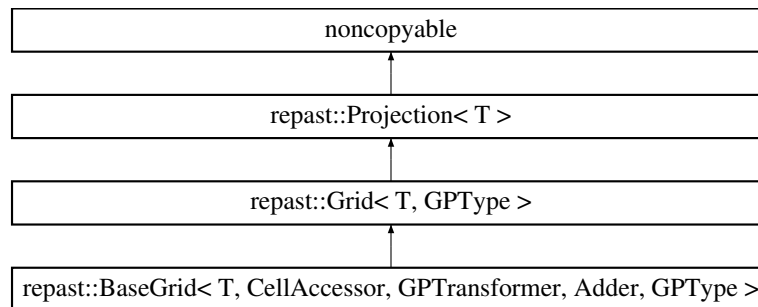 noncopyable
repast::Projection< T >
repast::Grid< T, GPType >
repast::BaseGrid< T, CellAccessor, GPTransformer, Adder, GPType >